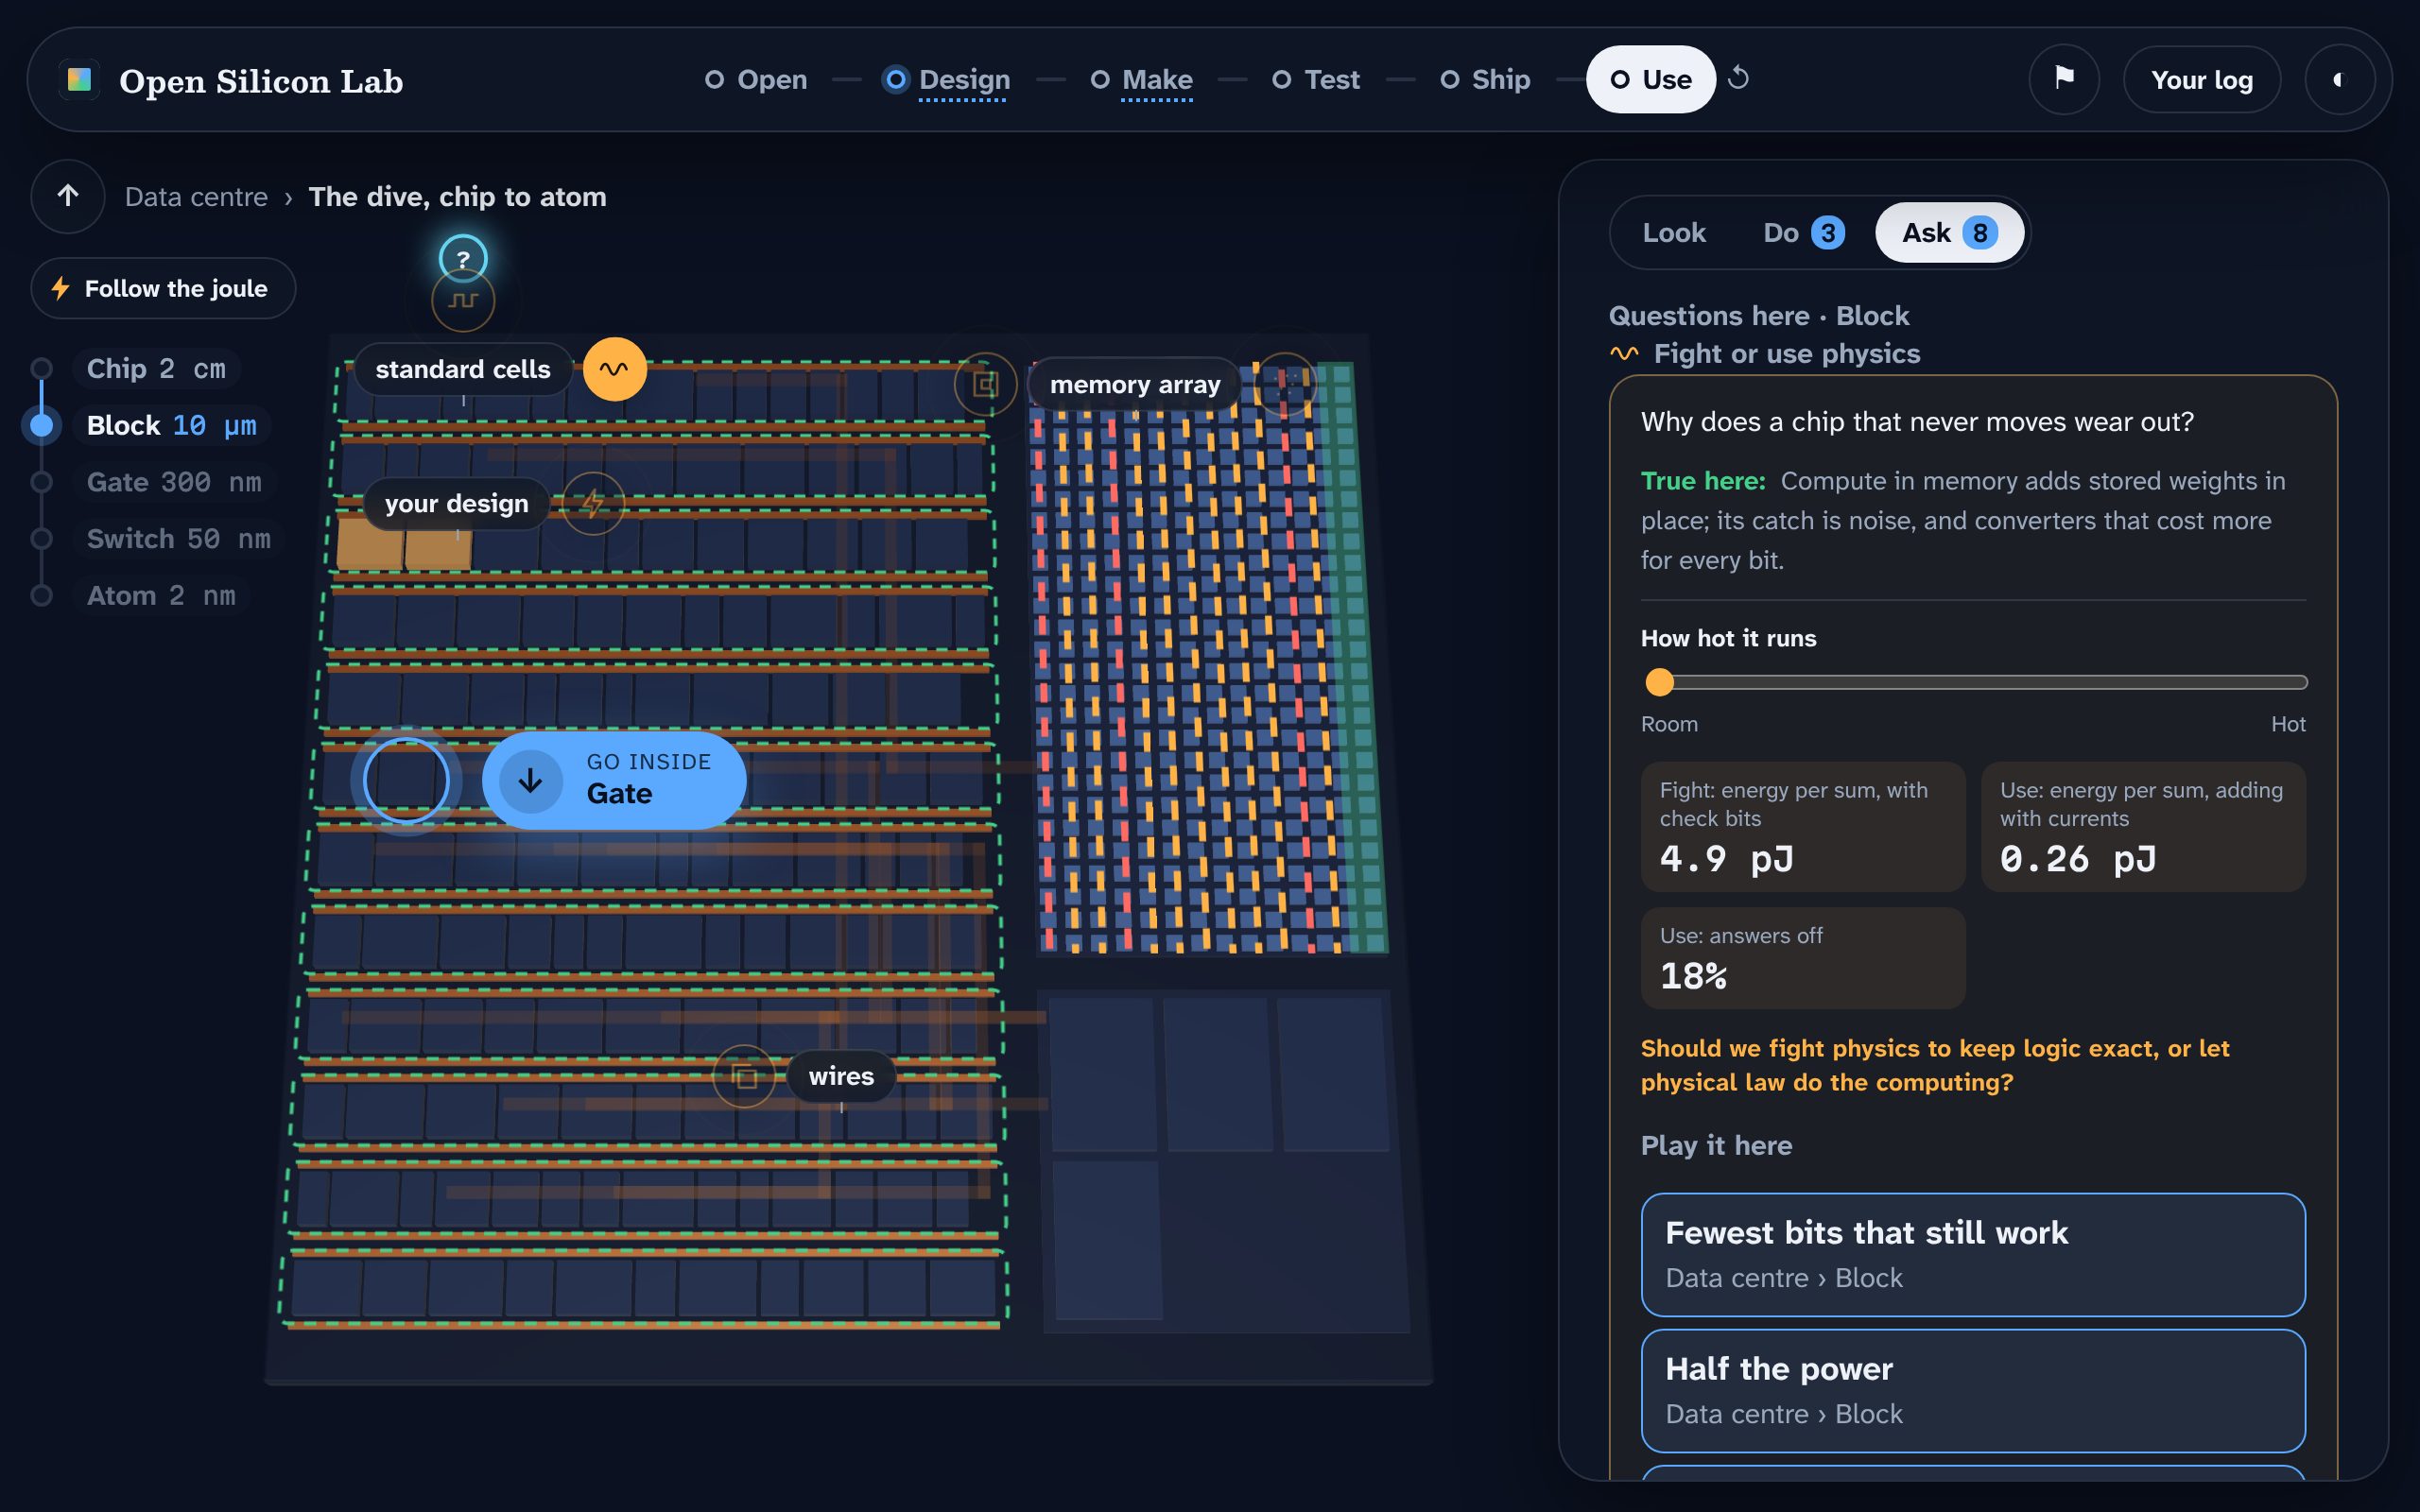 Open Silicon Lab
Open
Design
Make
Test
Ship
Use
Your log
Data centre › The dive, chip to atom
Follow the joule
Chip 2 cm
Block 10 µm
Gate 300 nm
Switch 50 nm
Atom 2 nm
?
standard cells
memory array
your design
GO INSIDE
Gate
wires
Look
Do 3
Ask 8
Questions here · Block
Fight or use physics
Why does a chip that never moves wear out?
True here: Compute in memory adds stored weights in
place; its catch is noise, and converters that cost more
for every bit.
How hot it runs
Room
Hot
Fight: energy per sum, with
check bits
4.9 pJ
Use: energy per sum, adding
with currents
0.26 pJ
Use: answers off
18%
Should we fight physics to keep logic exact, or let
physical law do the computing?
Play it here
Fewest bits that still work
Data centre › Block
Half the power
Data centre › Block